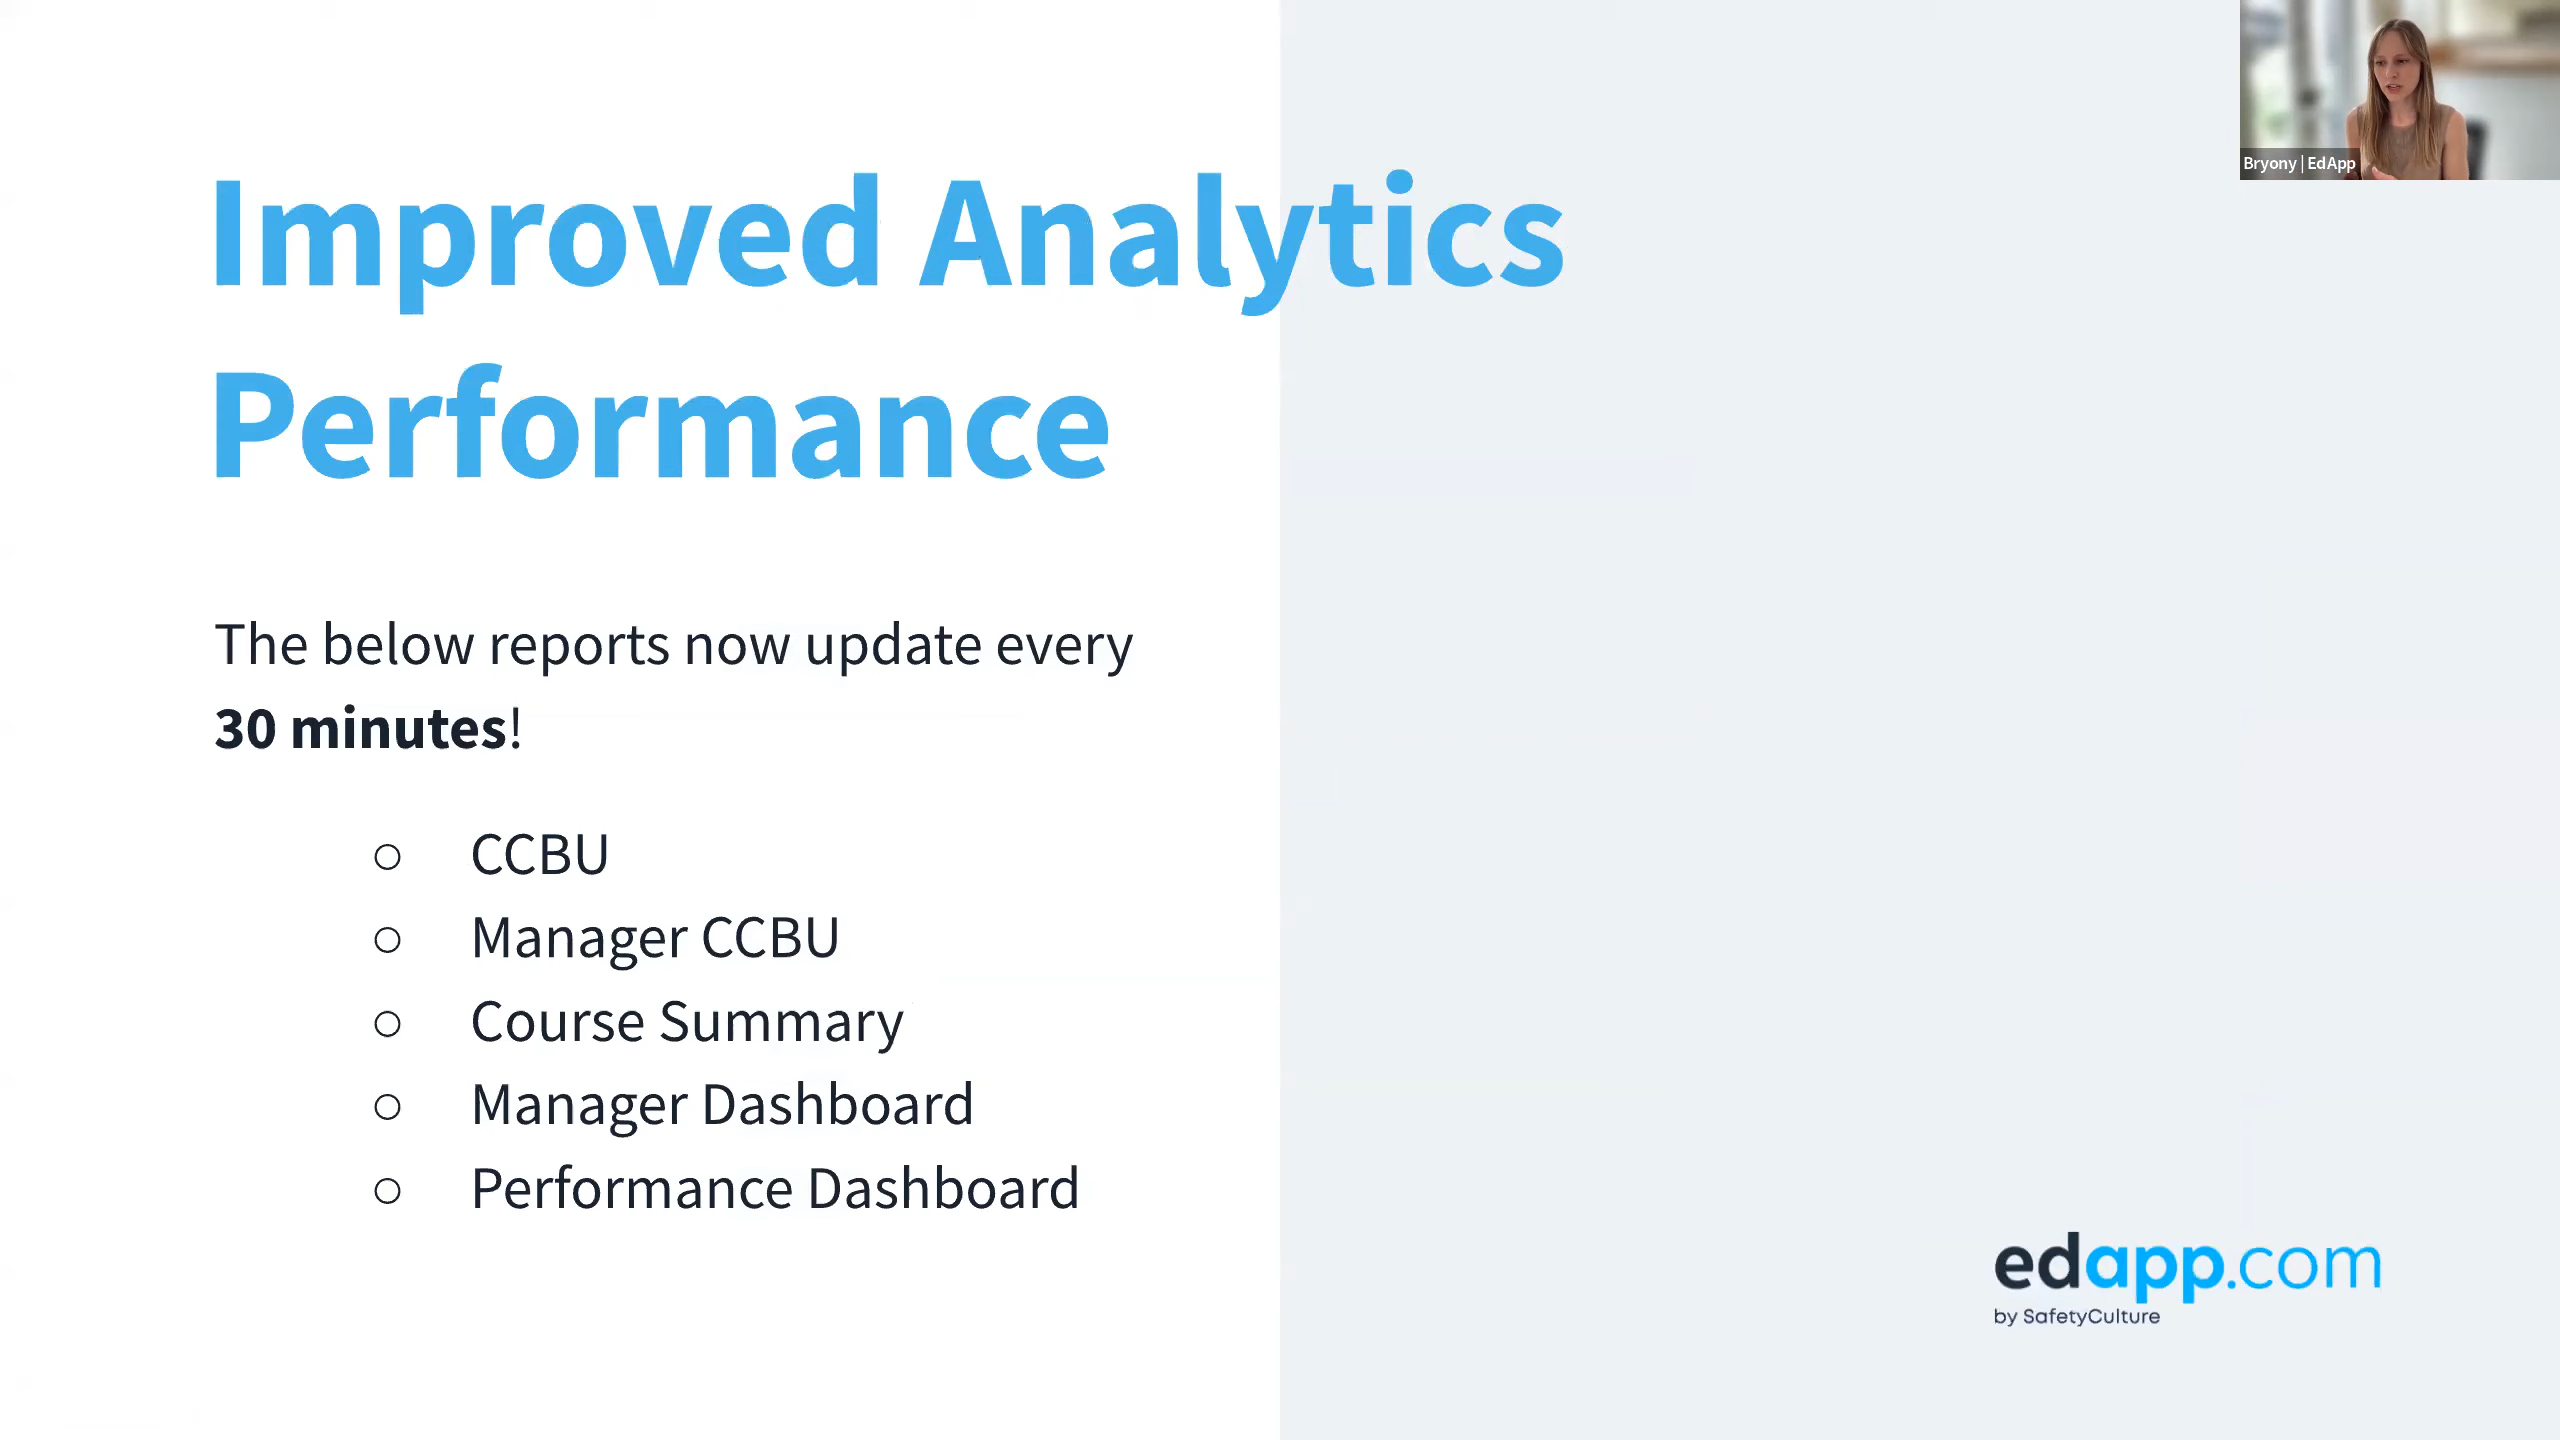 Bryony | EdApp
Improved Analytics
Performance
The below reports now update every
30 minutes!
CCBU
Manager CCBU
Course Summary
Manager Dashboard
Performance Dashboard
edapp.com
by SafetyCulture